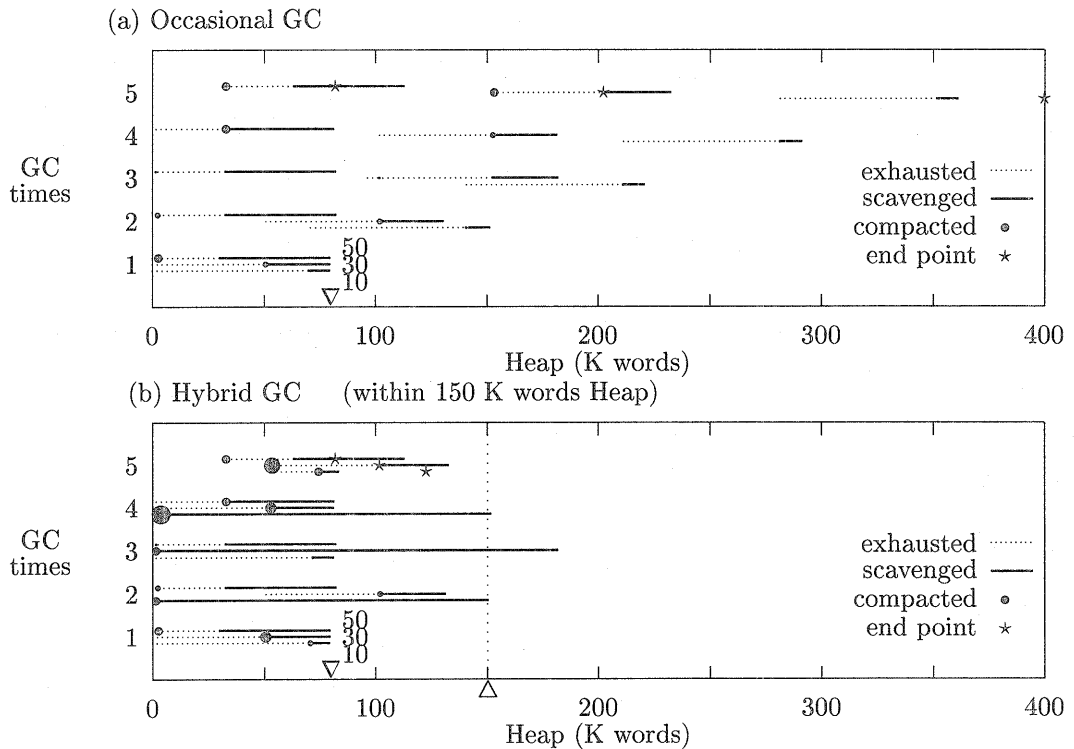 (a) Occasional GC
5
4
3
2
1
GC
times
exhausted
scavenged
compacted
end point
50
30
10
0 100 200 300 400
Heap (K words)
(b) Hybrid GC (within 150 K words Heap)
5
4
3
2
1
GC
times
exhausted
scavenged
compacted
end point
50
30
10
0 100 200 300 400
Heap (K words)